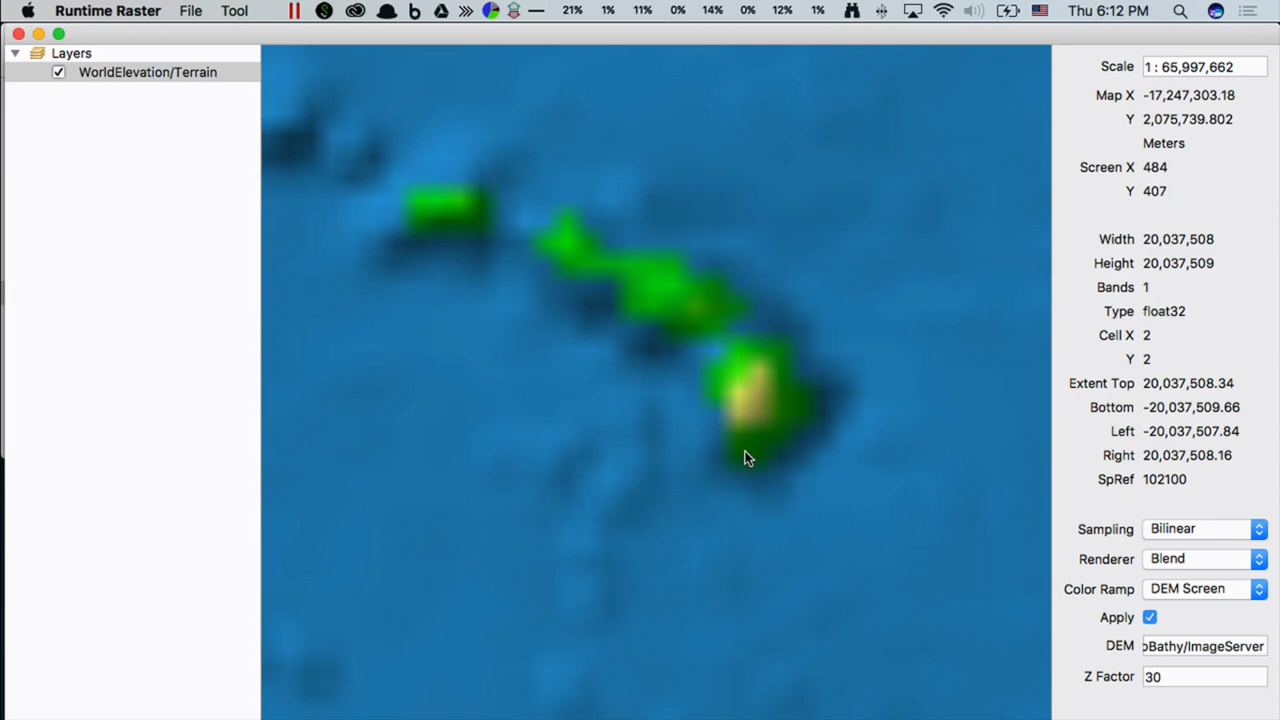 Runtime Raster File Tool 21% 1% 11% 0% 14% 0% 12% 1% Thu 6:12 PM
Layers
WorldElevation/Terrain
Scale 1 : 65,997,662
Map X -17,247,303.18
Y 2,075,739.802
Meters
Screen X 484
Y 407
Width 20,037,508
Height 20,037,509
Bands 1
Type float32
Cell X 2
Y 2
Extent Top 20,037,508.34
Bottom -20,037,509.66
Left -20,037,507.84
Right 20,037,508.16
SpRef 102100
Sampling Bilinear
Renderer Blend
Color Ramp DEM Screen
Apply
DEM oBathy/ImageServer
Z Factor 30